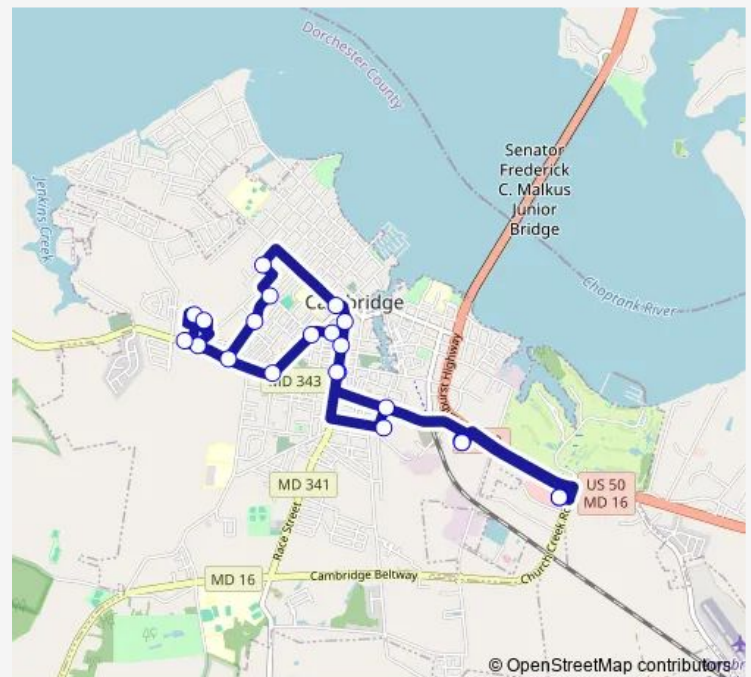 Dorchester County
Jenkins Creek
Senator
Frederick
C. Malkus
Junior
Bridge
Choptank River
MD 343
US 50
MD 16
MD 341
Race Street
MD 16
Cambridge Beltway
© OpenStreetMap contributors